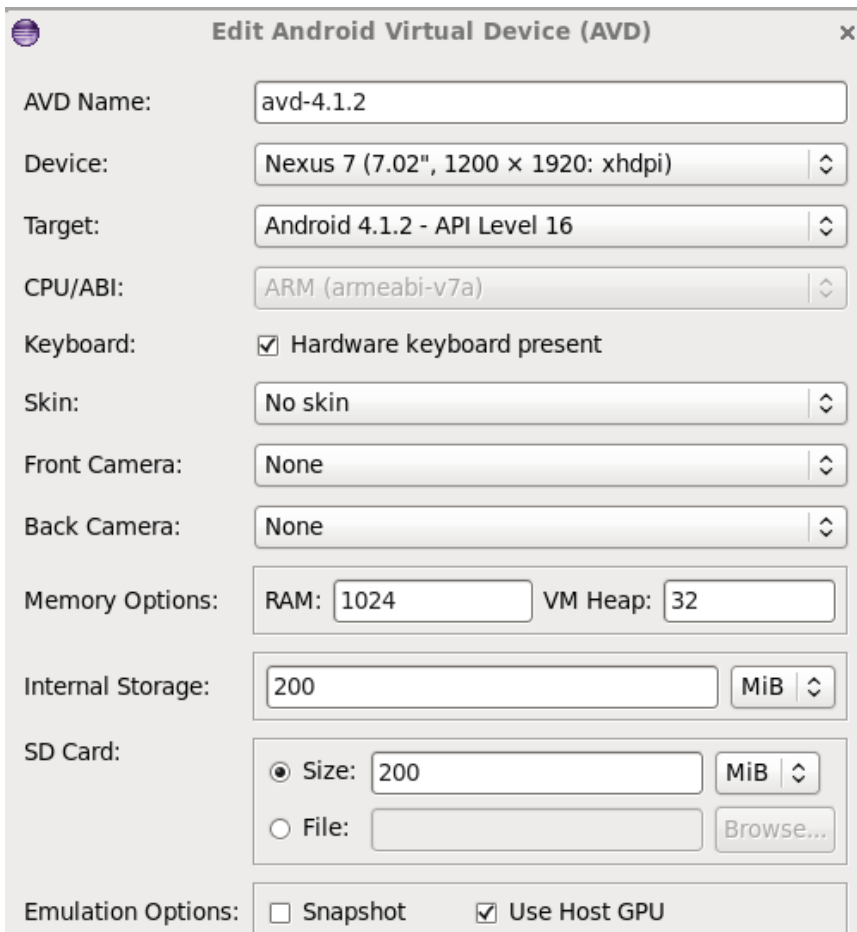 Edit Android Virtual Device (AVD)
AVD Name: avd-4.1.2
Device: Nexus 7 (7.02", 1200 × 1920: xhdpi)
Target: Android 4.1.2 - API Level 16
CPU/ABI: ARM (armeabi-v7a)
Keyboard: Hardware keyboard present
Skin: No skin
Front Camera: None
Back Camera: None
Memory Options: RAM: 1024 VM Heap: 32
Internal Storage: 200 MiB
SD Card:
Size: 200 MiB
File: Browse...
Emulation Options: Snapshot Use Host GPU